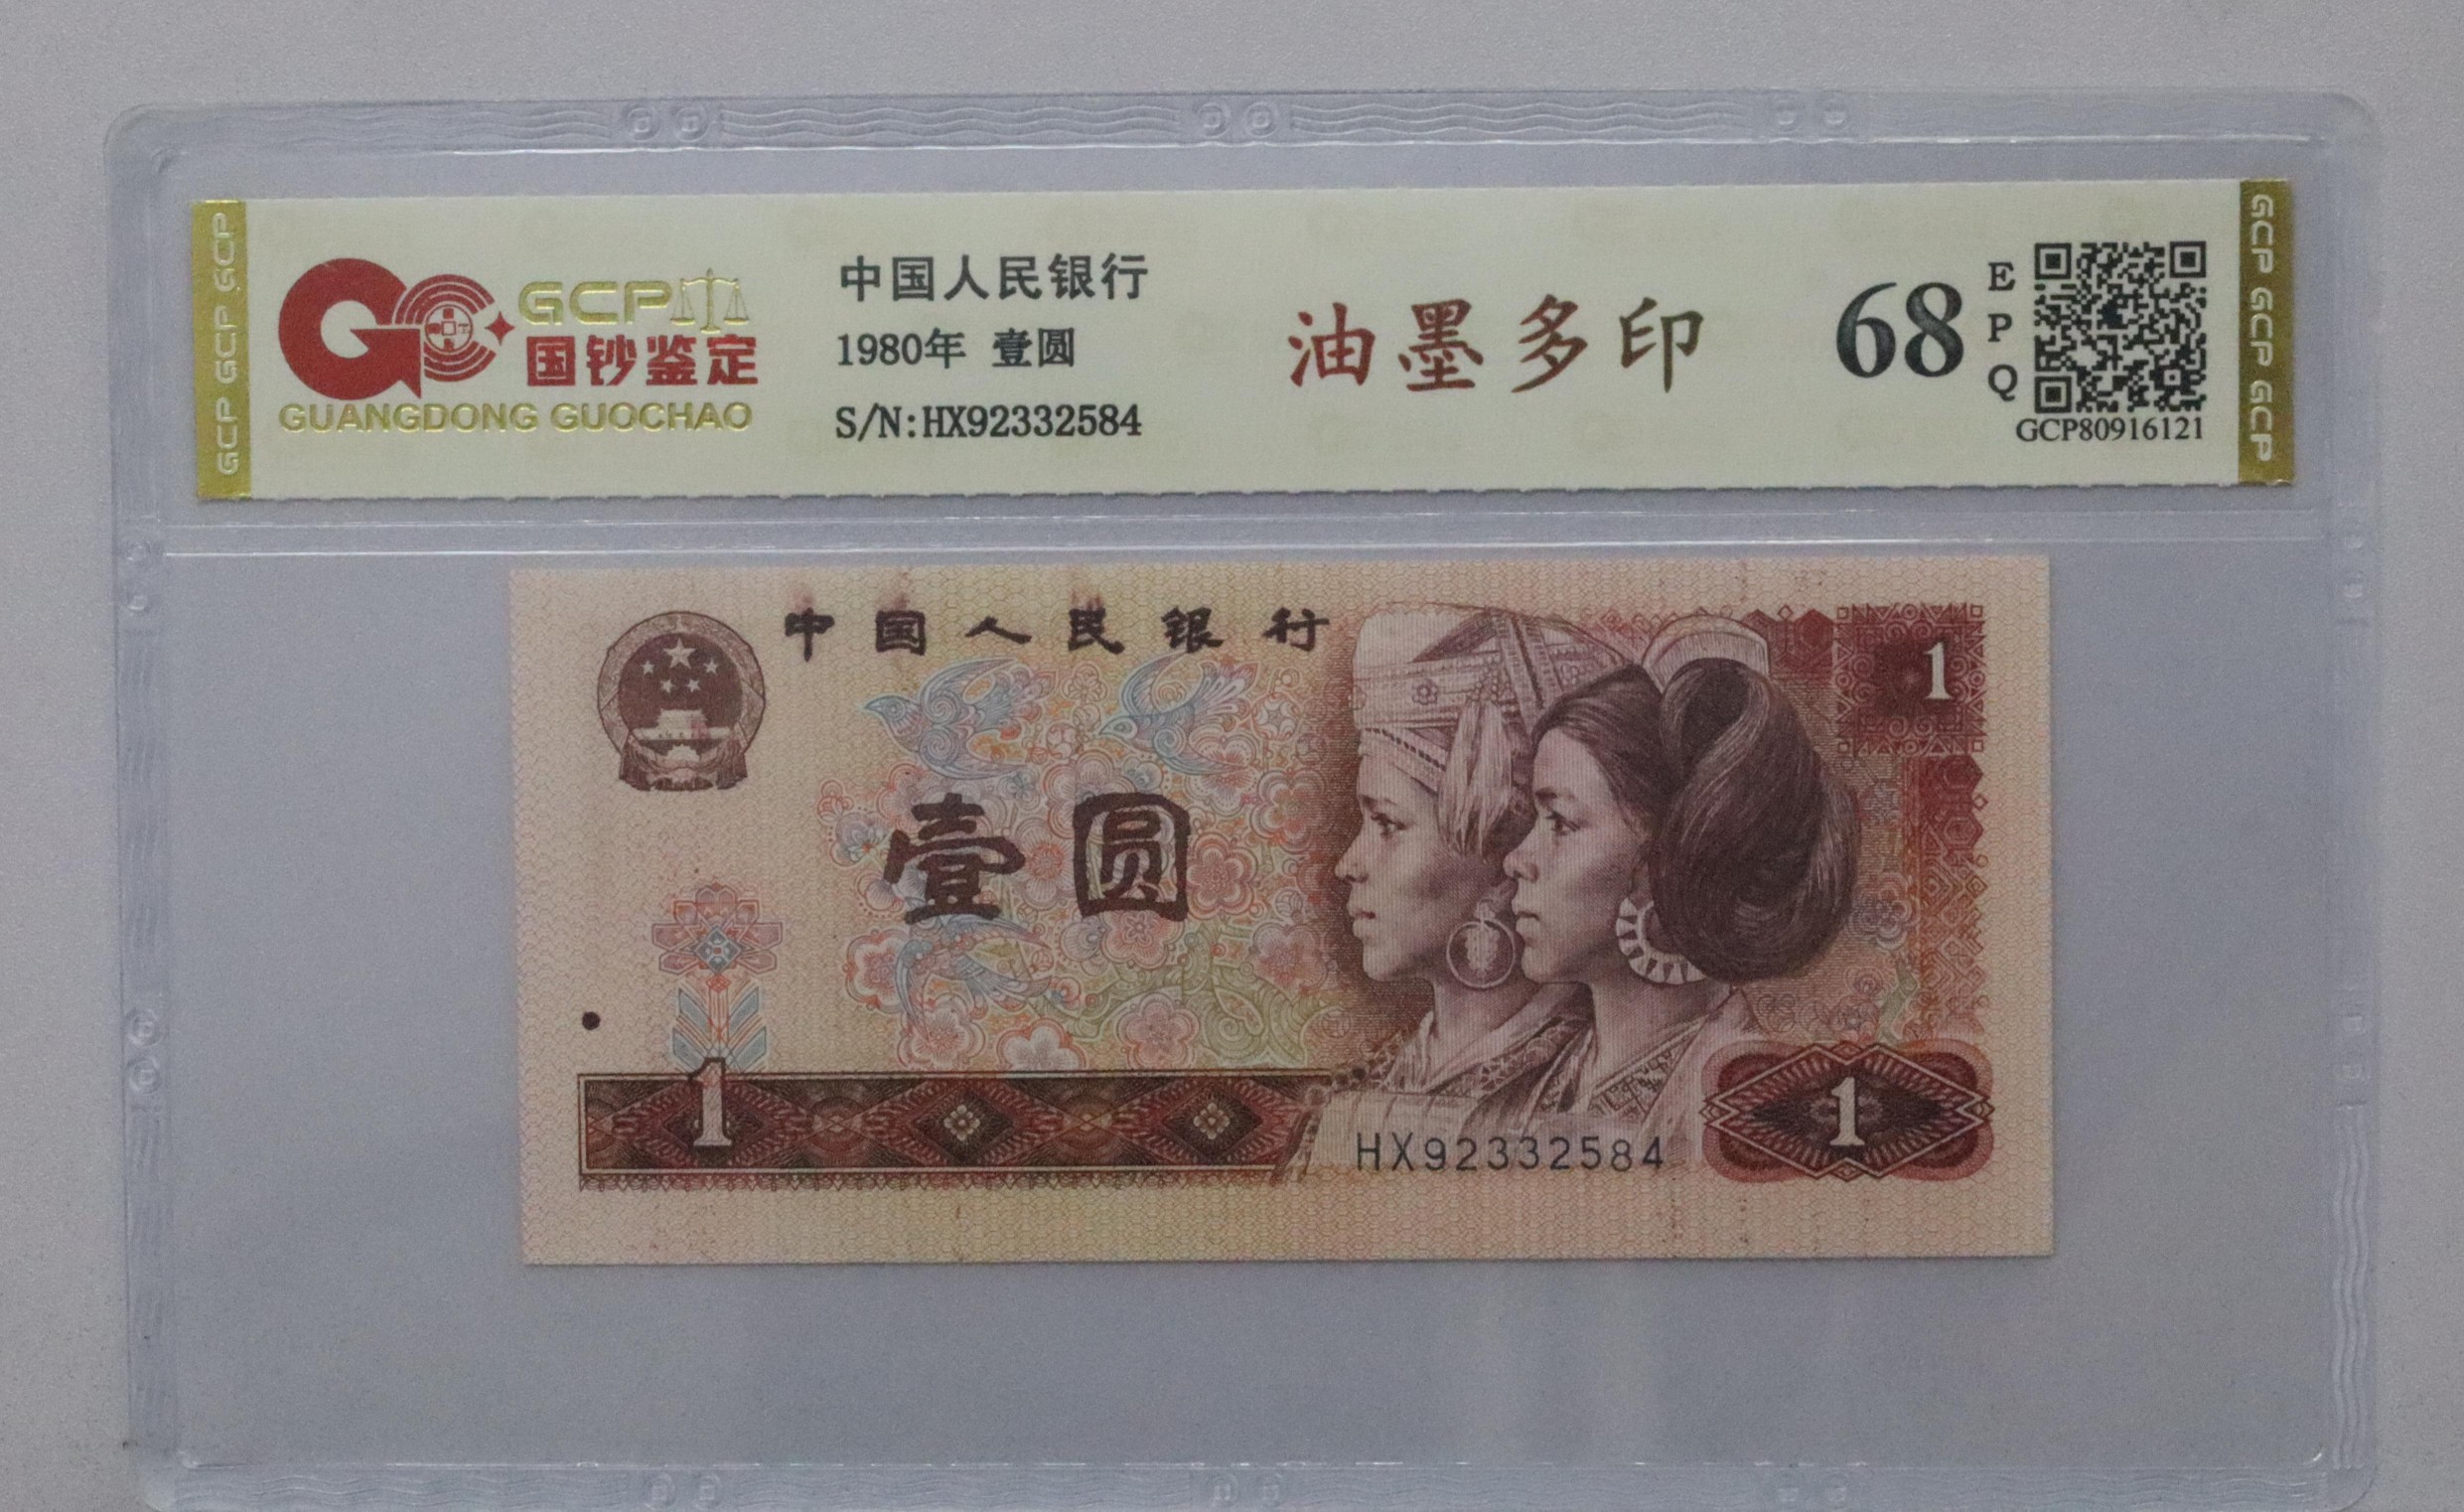 GCP
国钞鉴定
GUANGDONG GUOCHAO
中国人民银行
1980年 壹圆
S/N:HX92332584
油墨多印
68
EPQ
GCP80916121
GCP GCP GCP
GCP GCP GCP
中国人民银行
1
壹圆
1
HX92332584
1